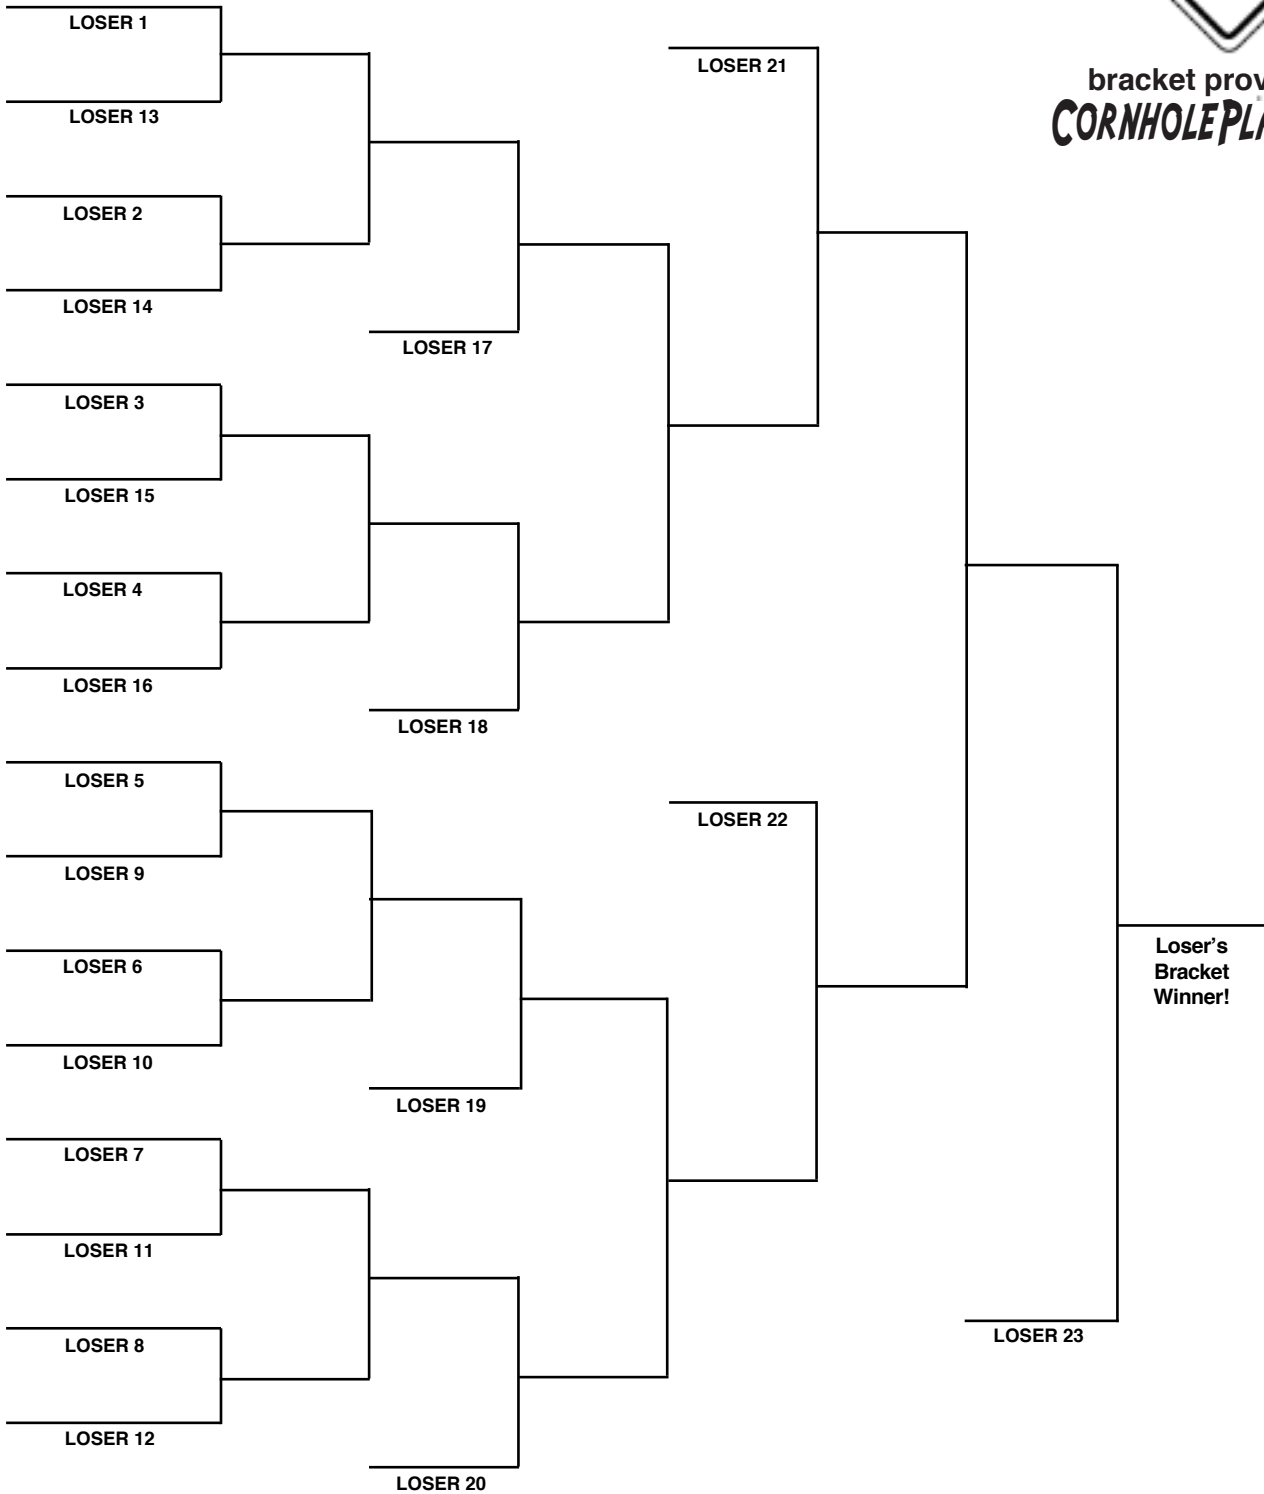 LOSER 1
LOSER 21
bracket
LOSER 13
LOSER 2
LOSER 14
LOSER 17
LOSER 3
LOSER 15
LOSER 4
LOSER 16
LOSER 18
LOSER 5
LOSER 22
LOSER 9
Loser’s
Bracket
Winner!
LOSER 6
LOSER 10
LOSER 19
LOSER 7
LOSER 11
LOSER 23
LOSER 8
LOSER 12
LOSER 20